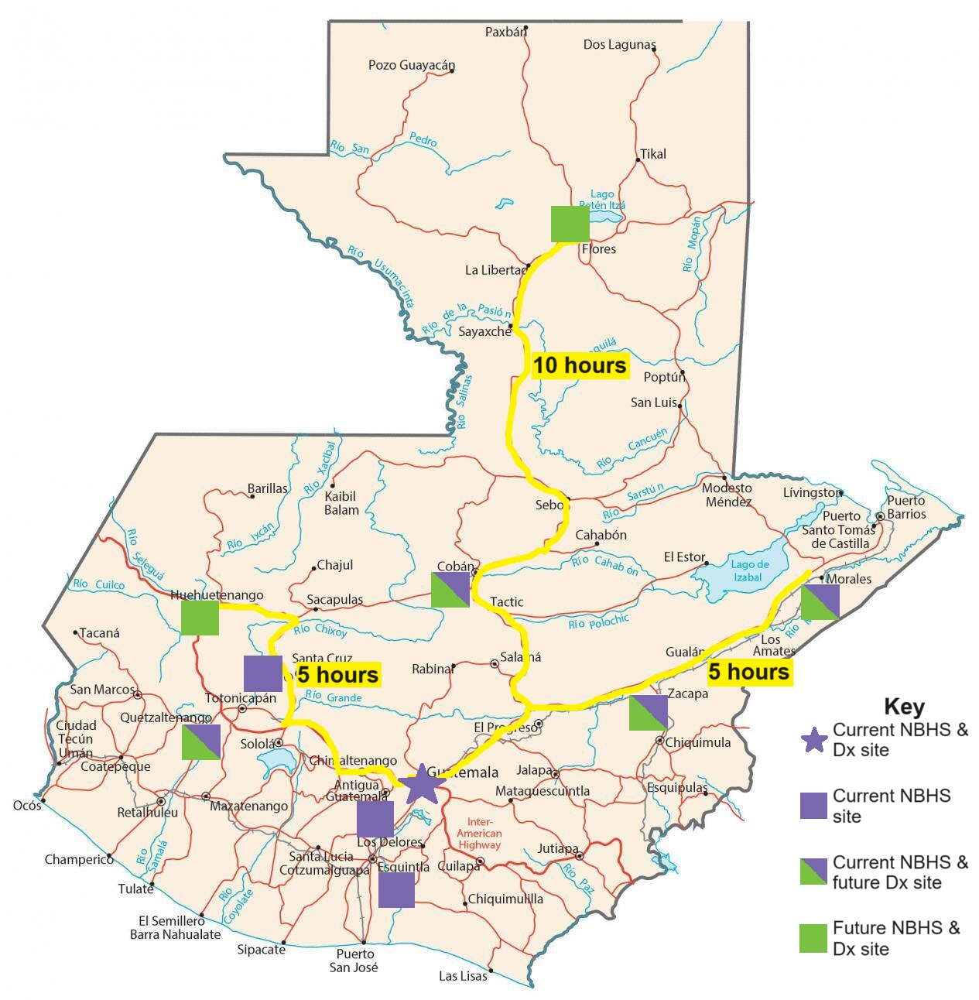 Paxbán
Dos Lagunas
Pozo Guayacán
Río San
Pedro
Tikal
Lago
Petén Itzá
Flores
Río Mopán
Río Usumacinta
La Libertad
Río de la Pasión
Sayaxché
10 hours
Poptún
San Luis
Río Salinas
Río Cancuén
Río Xaclbal
Barillas
Kaibil
Balam
Río Sarstún
Modesto
Méndez
Lívingston
Puerto
Barrios
Puerto
Santo Tomás
de Castilla
Sebol
Río Ixcán
Río Seleguá
Cahabón
Río Cahabón
El Estor
Lago de
Izabal
Morales
Chajul
Cobán
Río Cuilco
Huehuetenango
Sacapulas
Tactic
Río Polochic
Río Chixoy
Tacaná
Los
Amates
Gualán
Santa Cruz
5 hours
Rabinal
Salamá
5 hours
San Marcos
Totonicapán
Río Grande
Zacapa
Quetzaltenango
Ciudad
Tecún
Umán
El Progreso
Sololá
Chiquimula
Coatepeque
Chimaltenango
Guatemala
Jalapa
Antigua
Guatemala
Mataquescuintla
Esquipulas
Ocós
Retalhuleu
Mazatenango
Inter-
American
Highway
Los Delores
Champerico
Río Samalá
Santa Lucia
Cotzumalguapa
Esquintla
Cuilapa
Jutiapa
Río Paz
Tulate
Río Coyolate
Chiquimulilla
El Semillero
Barra Nahualate
Sipacate
Puerto
San José
Las Lisas
Key
Current NBHS &
Dx site
Current NBHS
site
Current NBHS &
future Dx site
Future NBHS &
Dx site